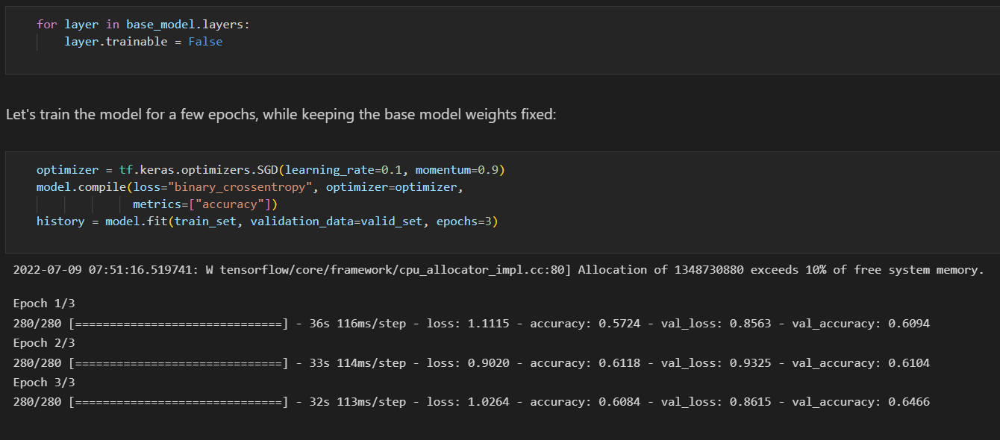 for layer in base_model.layers:
    layer.trainable = False
Let's train the model for a few epochs, while keeping the base model weights fixed:
optimizer = tf.keras.optimizers.SGD(learning_rate=0.1, momentum=0.9)
model.compile(loss="binary_crossentropy", optimizer=optimizer,
              metrics=["accuracy"])
history = model.fit(train_set, validation_data=valid_set, epochs=3)
2022-07-09 07:51:16.519741: W tensorflow/core/framework/cpu_allocator_impl.cc:80] Allocation of 1348730880 exceeds 10% of free system memory.
Epoch 1/3
280/280 [==============================] - 36s 116ms/step - loss: 1.1115 - accuracy: 0.5724 - val_loss: 0.8563 - val_accuracy: 0.6094
Epoch 2/3
280/280 [==============================] - 33s 114ms/step - loss: 0.9020 - accuracy: 0.6118 - val_loss: 0.9325 - val_accuracy: 0.6104
Epoch 3/3
280/280 [==============================] - 32s 113ms/step - loss: 1.0264 - accuracy: 0.6084 - val_loss: 0.8615 - val_accuracy: 0.6466